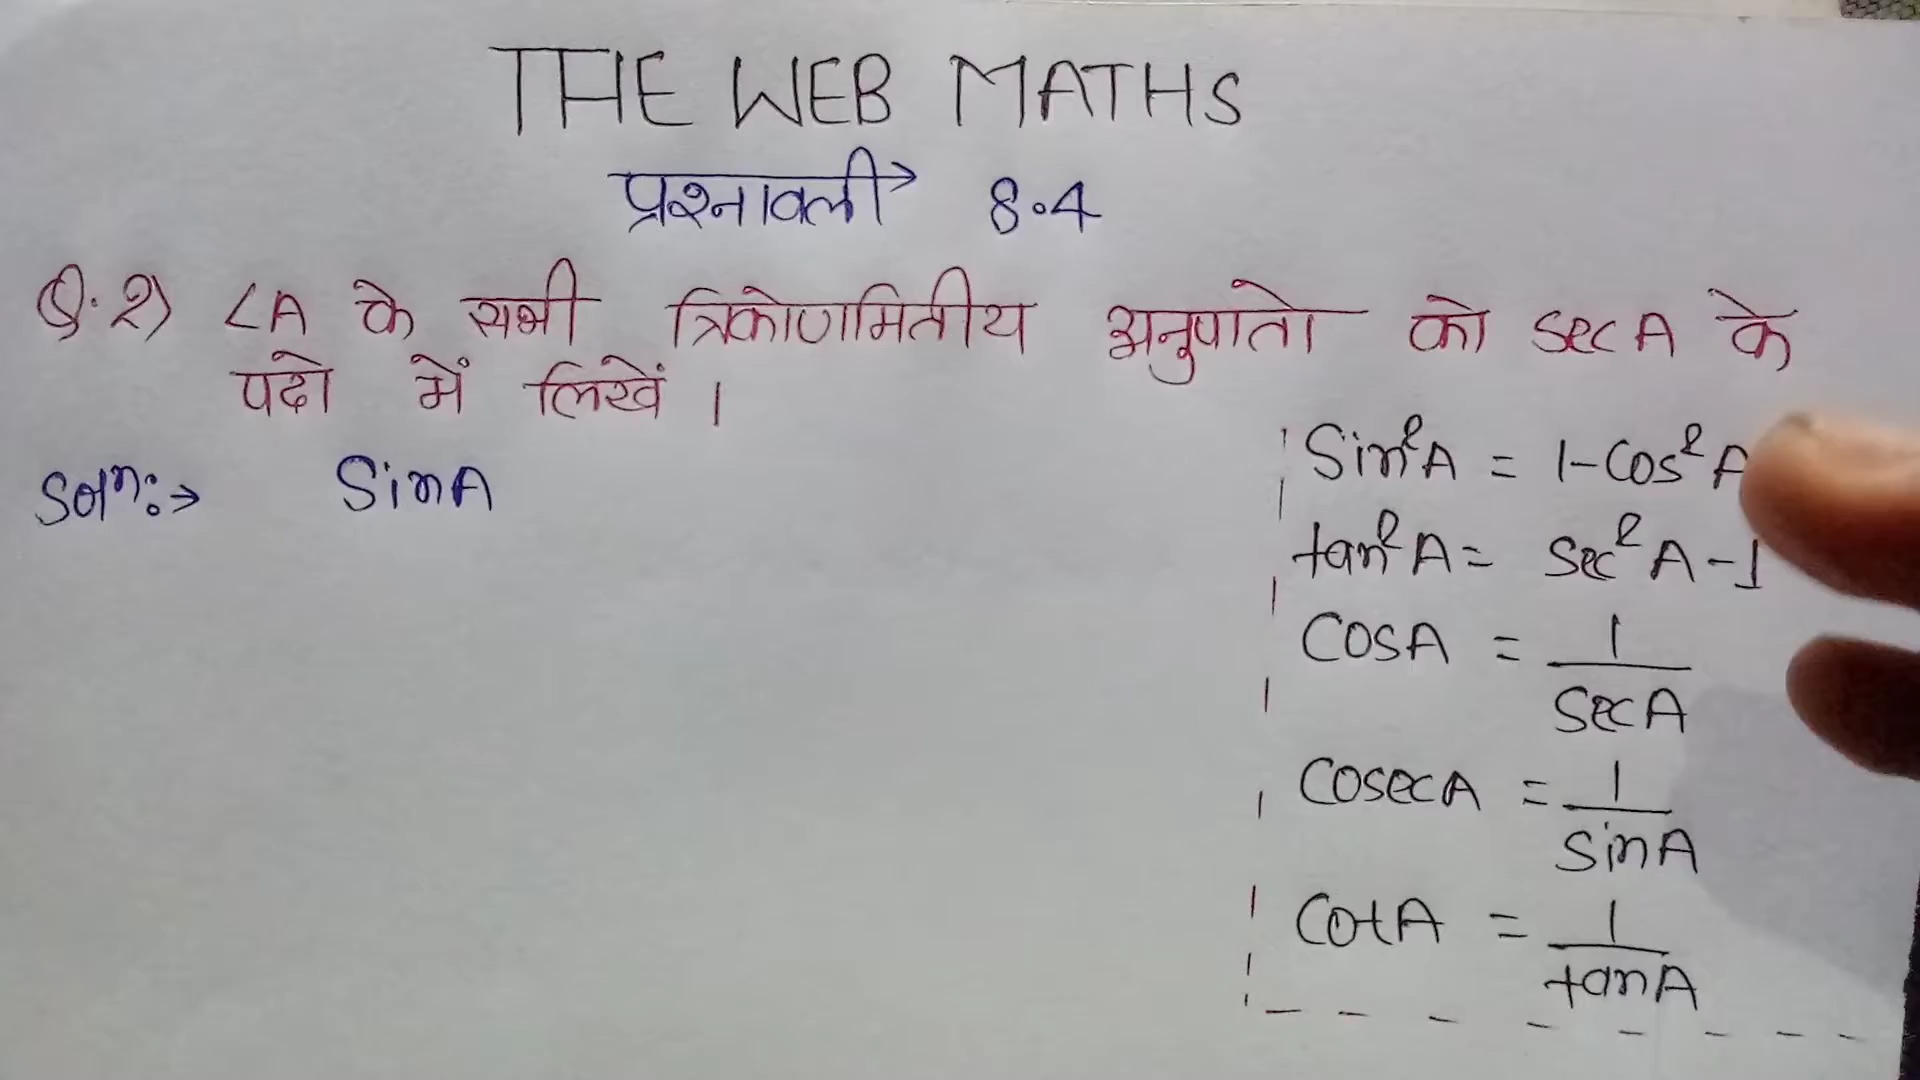 THE WEB MATHS
प्रश्नावली → 8.4
Q.2) ∠A के सभी त्रिकोणमितीय अनुपातो को secA के
पदो में लिखें ।
Solⁿ:→ SinA
Sin²A = 1-Cos²A
tan²A = Sec²A-1
COSA = 1/SecA
CosecA = 1/sinA
CotA = 1/tanA